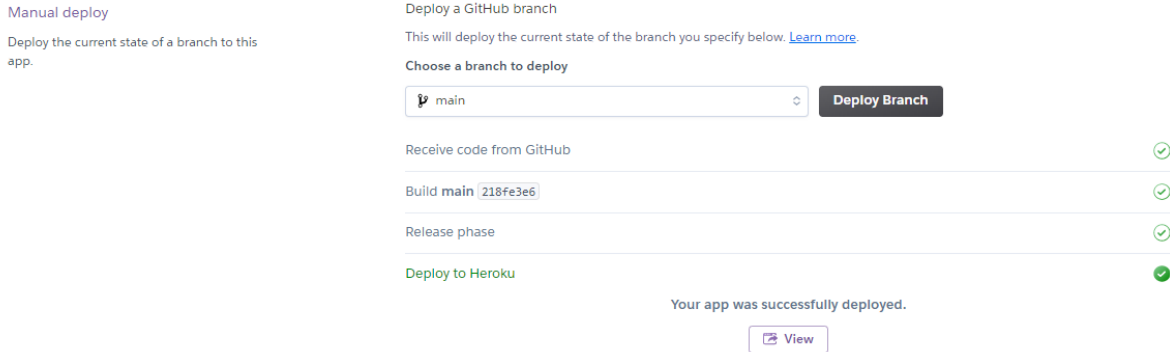 Manual deploy
Deploy the current state of a branch to this
app.
Deploy a GitHub branch
This will deploy the current state of the branch you specify below. Learn more.
Choose a branch to deploy
main
Deploy Branch
Receive code from GitHub
Build main 218fe3e6
Release phase
Deploy to Heroku
Your app was successfully deployed.
View